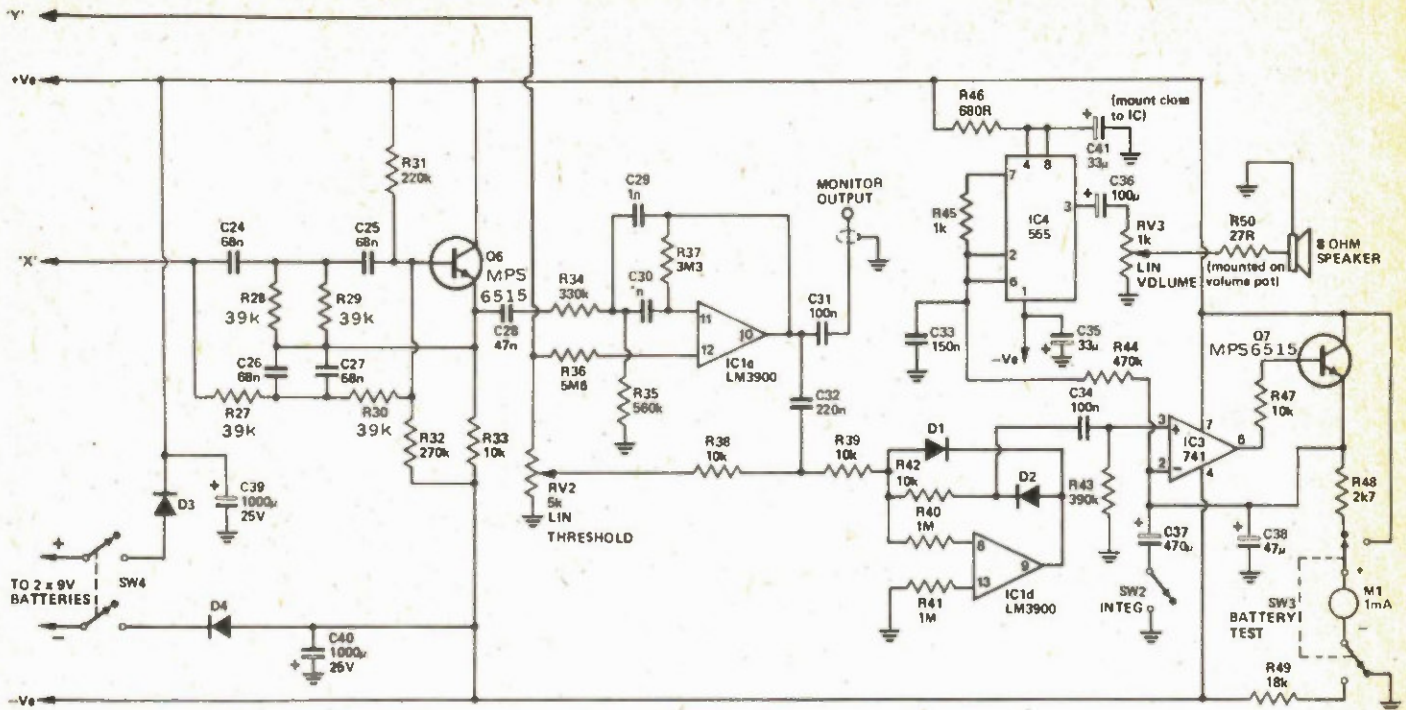 'Y'
+Ve
R31
220k
C24
68n
C25
68n
'X'
R28
39k
R29
39k
Q6
MPS
6515
C28
47n
C26
68n
C27
68n
R27
39k
R30
39k
R32
270k
R33
10k
D3
C39
1000µ
25V
+
+
TO 2 x 9V
BATTERIES
–
SW4
D4
C40
1000µ
25V
+
–Ve
C29
1n
R37
3M3
R34
330k
C30
R36
5M6
R35
560k
11
12
10
IC1d
LM3900
C31
100n
MONITOR
OUTPUT
C32
220n
RV2
5k
LIN
THRESHOLD
R38
10k
R39
10k
D1
R42
10k
D2
R40
1M
R41
1M
8
13
9
IC1d
LM3900
R46
680R
(mount close
to IC)
+
C41
33µ
R45
1k
7
4
8
2
6
3
1
IC4
555
+
C36
100µ
RV3
1k
LIN
VOLUME
R50
27R
(mounted on
volume pot)
8 OHM
SPEAKER
C33
150n
–Ve
+
C35
33µ
R44
470k
C34
100n
R43
390k
3
+
2
–
7
6
4
IC3
741
R47
10k
Q7
MPS6515
R48
2k7
+
C37
470µ
+
C38
47µ
SW2
INTEG
SW3
BATTERY
TEST
+
M1
1mA
–
R49
18k